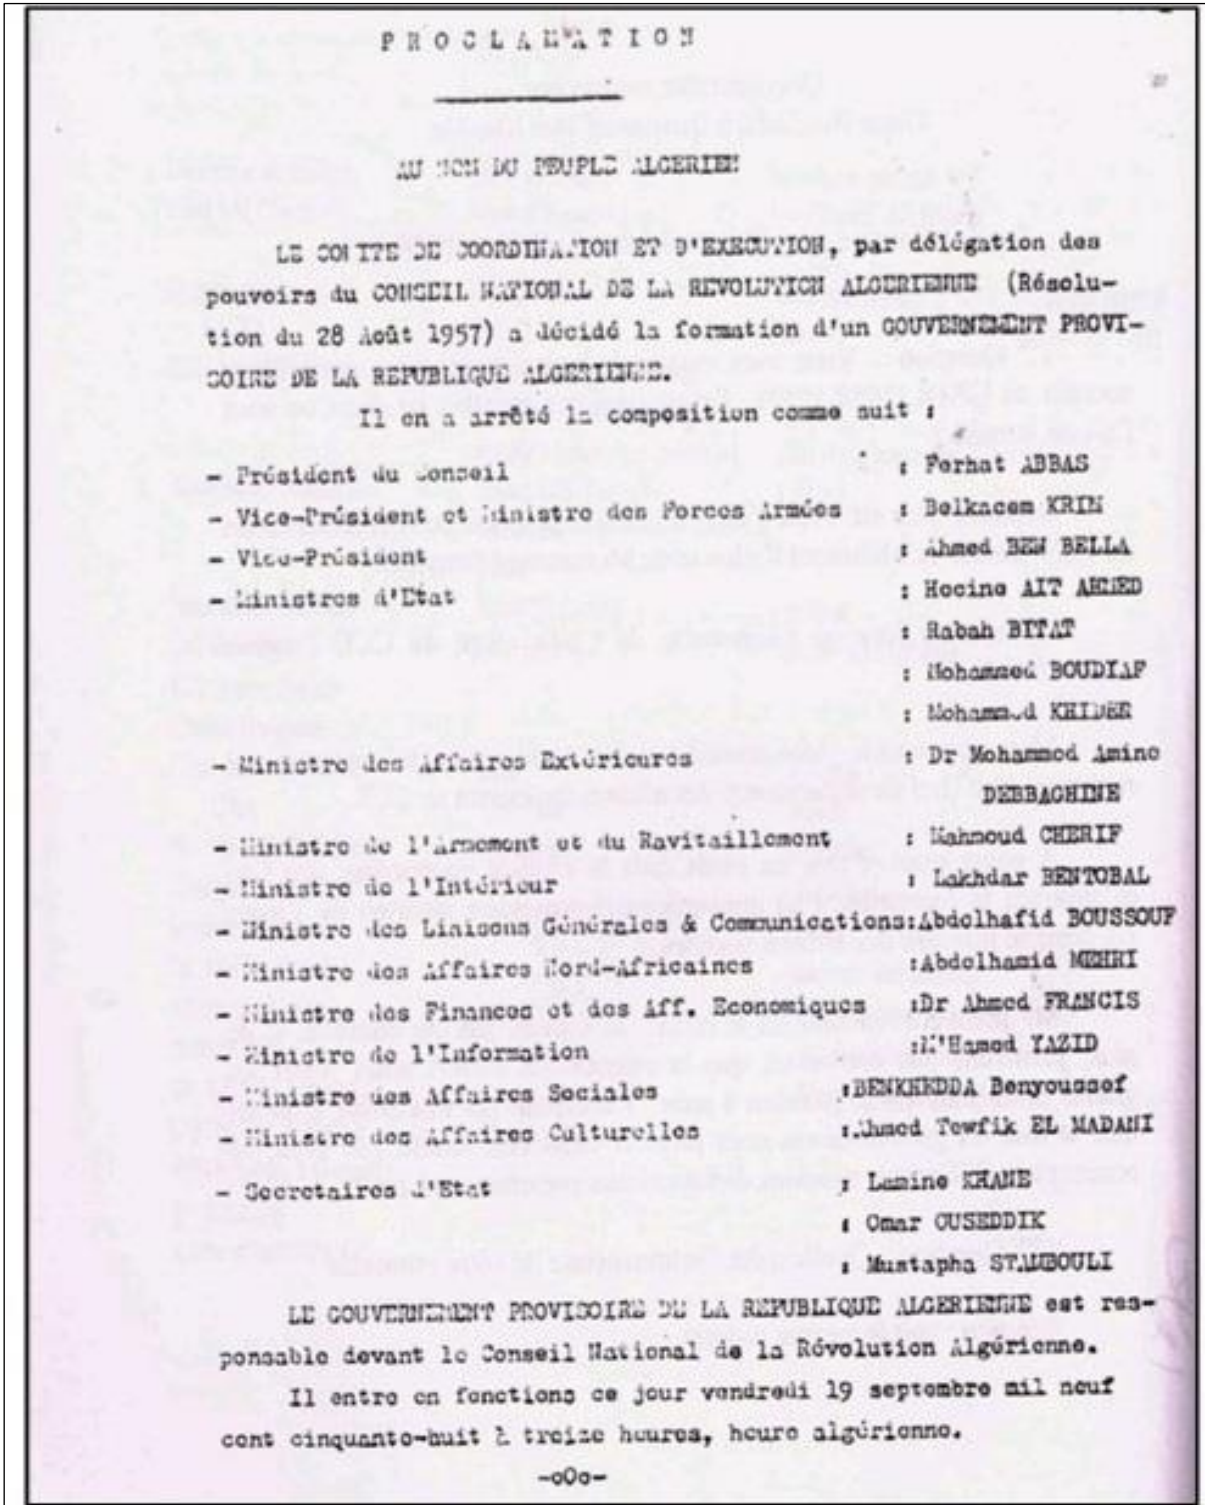 PROCLAMATION
AU NOM DU PEUPLE ALGERIEN
LE COMITE DE COORDINATION ET D'EXECUTION, par délégation des
pouvoirs du CONSEIL NATIONAL DE LA REVOLUTION ALGERIENNE (Résolu-
tion du 28 Août 1957) a décidé la formation d'un GOUVERNEMENT PROVI-
SOIRE DE LA REPUBLIQUE ALGERIENNE.
Il en a arrêté la composition comme suit :
- Président du Conseil : Ferhat ABBAS
- Vice-Président et Ministre des Forces Armées : Belkacem KRIM
- Vice-Président : Ahmed BEN BELLA
- Ministres d'Etat : Hocine AIT AHMED
: Rabah BITAT
: Mohammed BOUDIAF
: Mohammed KHIDER
- Ministre des Affaires Extérieures : Dr Mohammed Amine
DEBBAGHINE
- Ministre de l'Armement et du Ravitaillement : Mahmoud CHERIF
- Ministre de l'Intérieur : Lakhdar BENTOBAL
- Ministre des Liaisons Générales & Communications:Abdelhafid BOUSSOUF
- Ministre des Affaires Nord-Africaines :Abdelhamid MEHRI
- Ministre des Finances et des Aff. Economiques :Dr Ahmed FRANCIS
- Ministre de l'Information :M'Hamed YAZID
- Ministre des Affaires Sociales :BENKHEDDA Benyoussef
- Ministre des Affaires Culturelles :Ahmed Tewfik EL MADANI
- Secretaires d'Etat : Lamine KHANE
: Omar OUSEDDIK
: Mustapha STAMBOULI
LE GOUVERNEMENT PROVISOIRE DE LA REPUBLIQUE ALGERIENNE est res-
ponsable devant le Conseil National de la Révolution Algérienne.
Il entre en fonctions ce jour vendredi 19 septembre mil neuf
cent cinquante-huit à treize heures, heure algérienne.
-oOo-